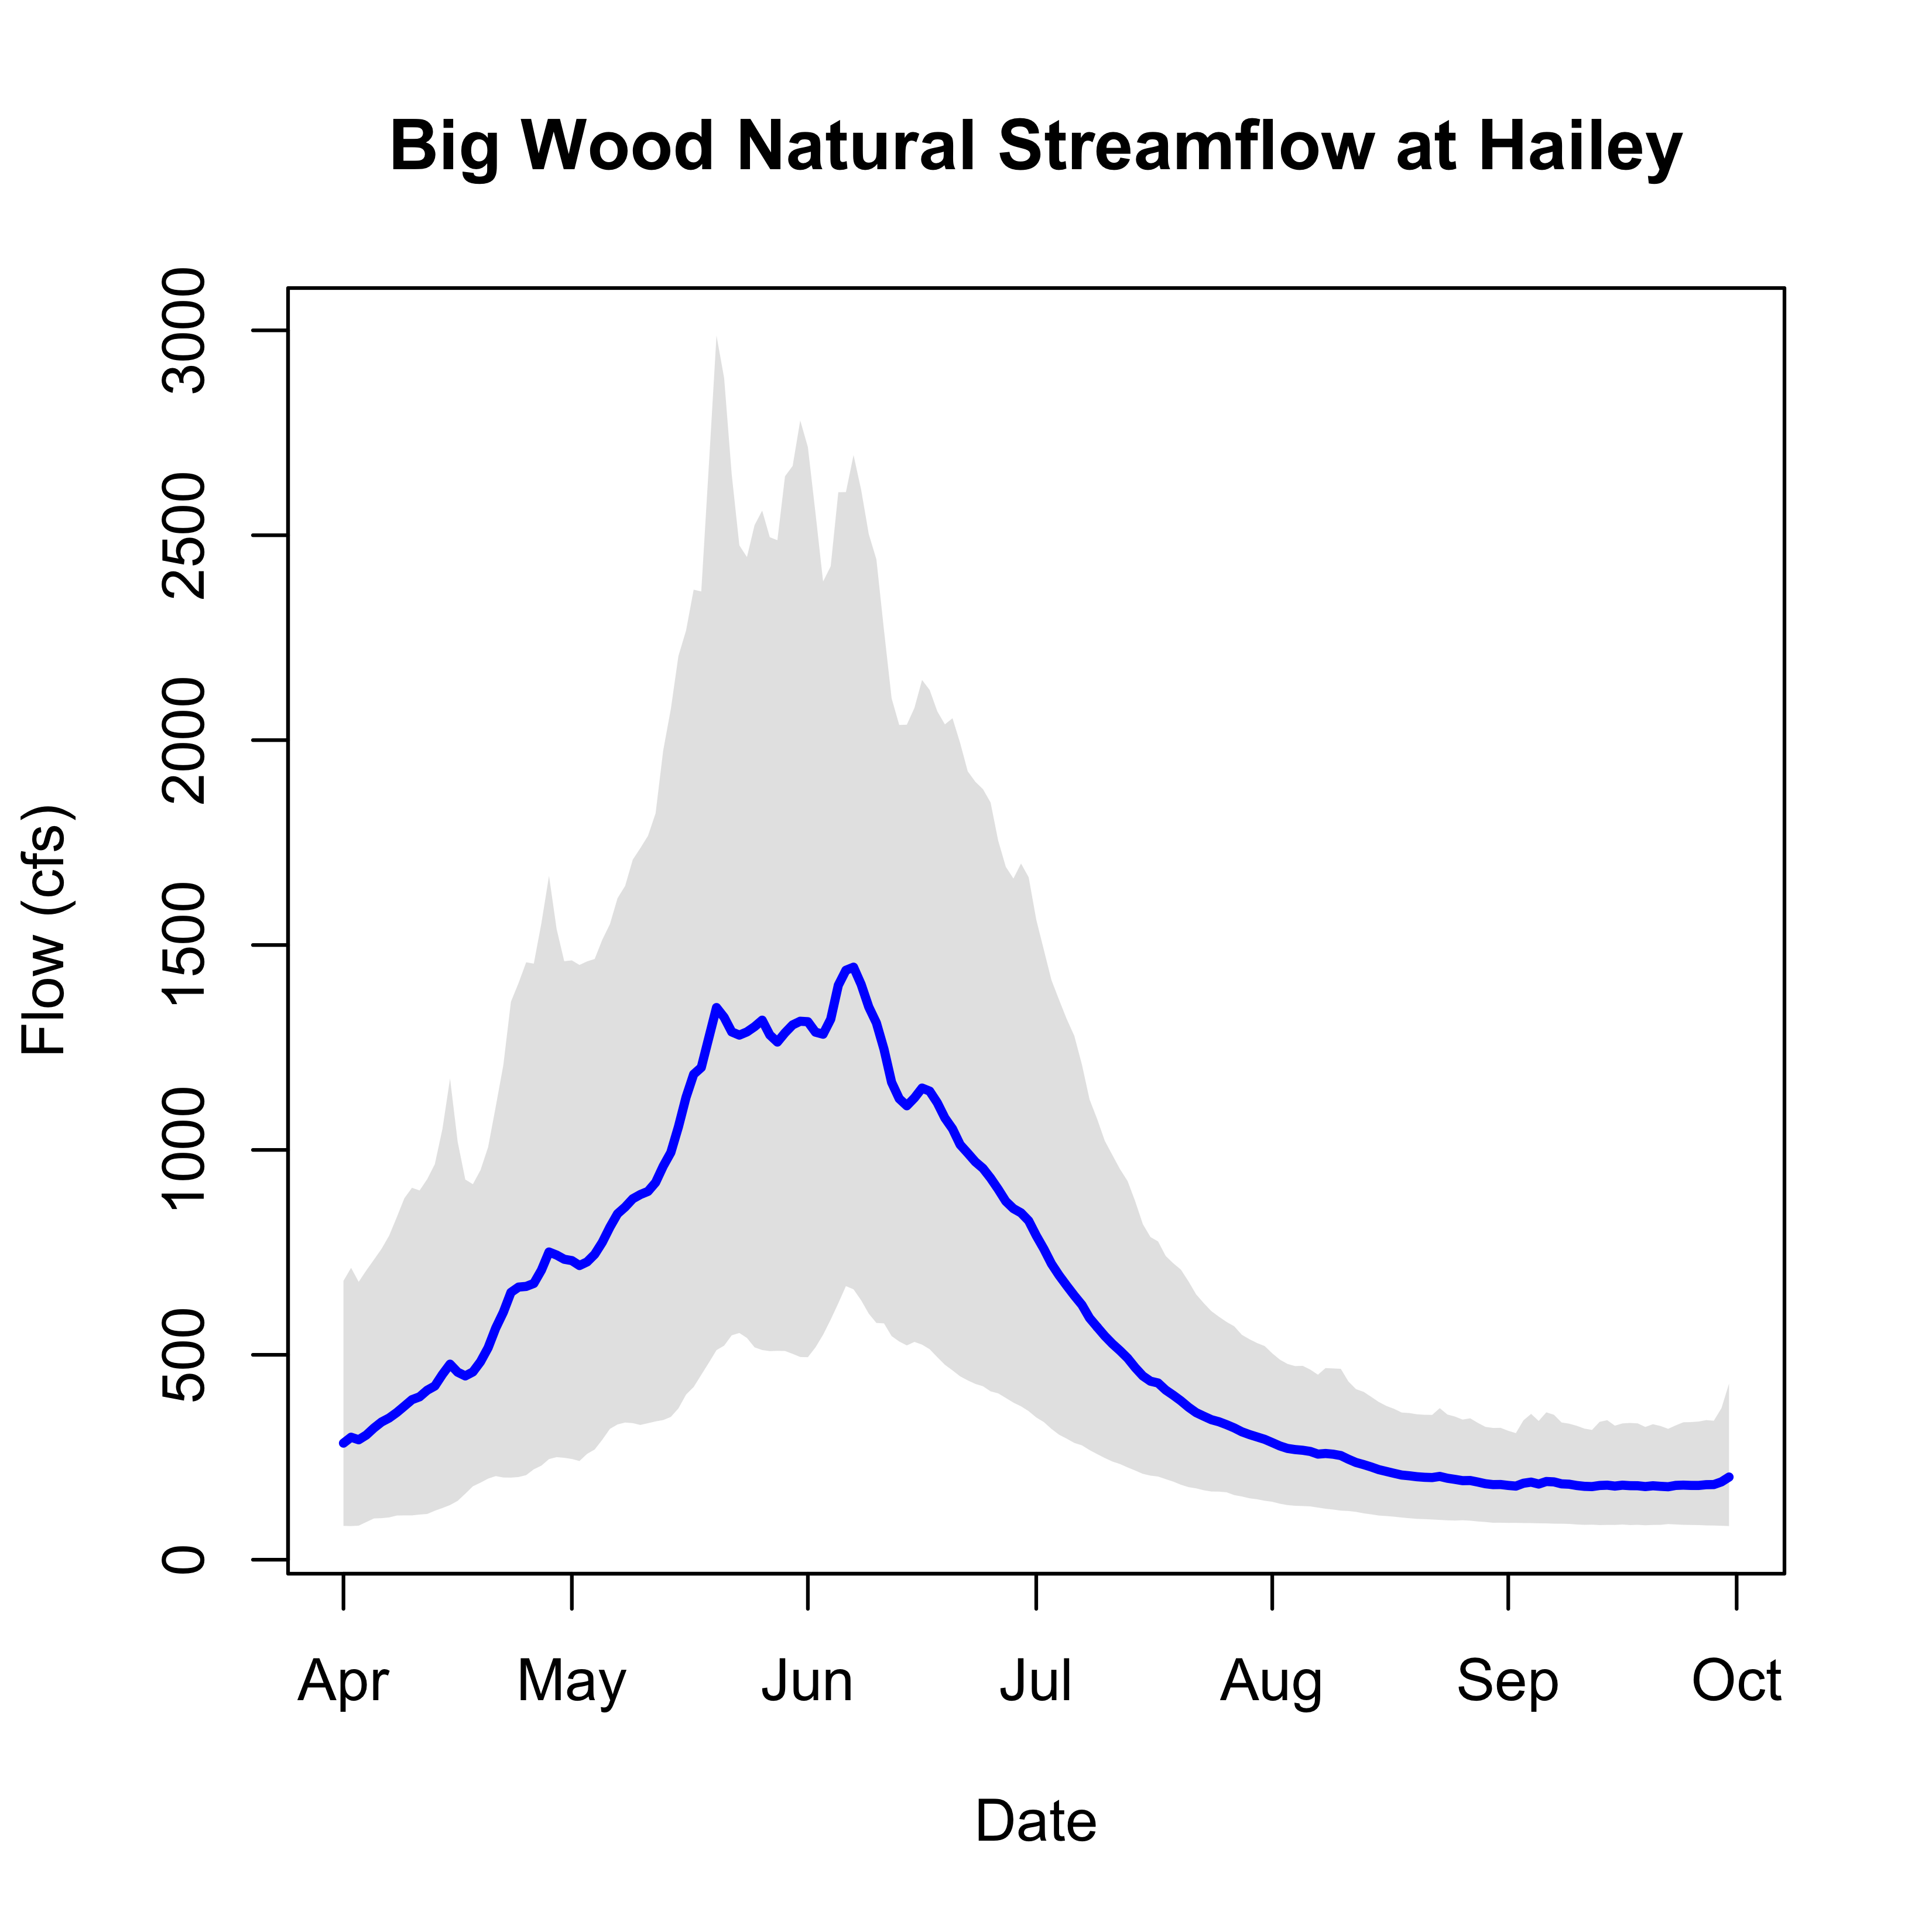 Big Wood Natural Streamflow at Hailey
Flow (cfs)
3000
2500
2000
1500
1000
500
0
Apr May Jun Jul Aug Sep Oct
Date